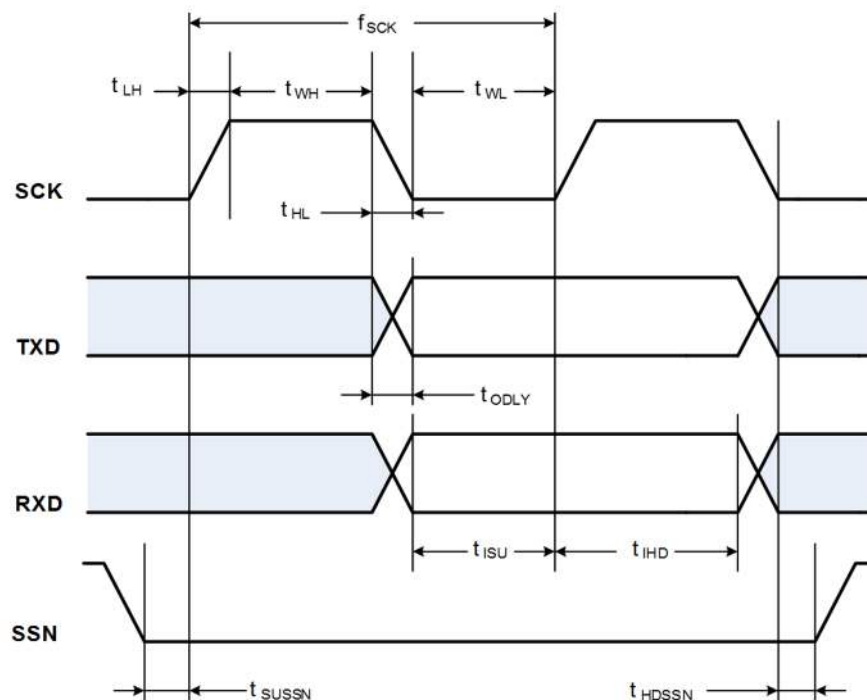 fSCK
tLH
tWH
tWL
SCK
tHL
TXD
tODLY
RXD
tISU
tIHD
SSN
tSUSSN
tHDSSN